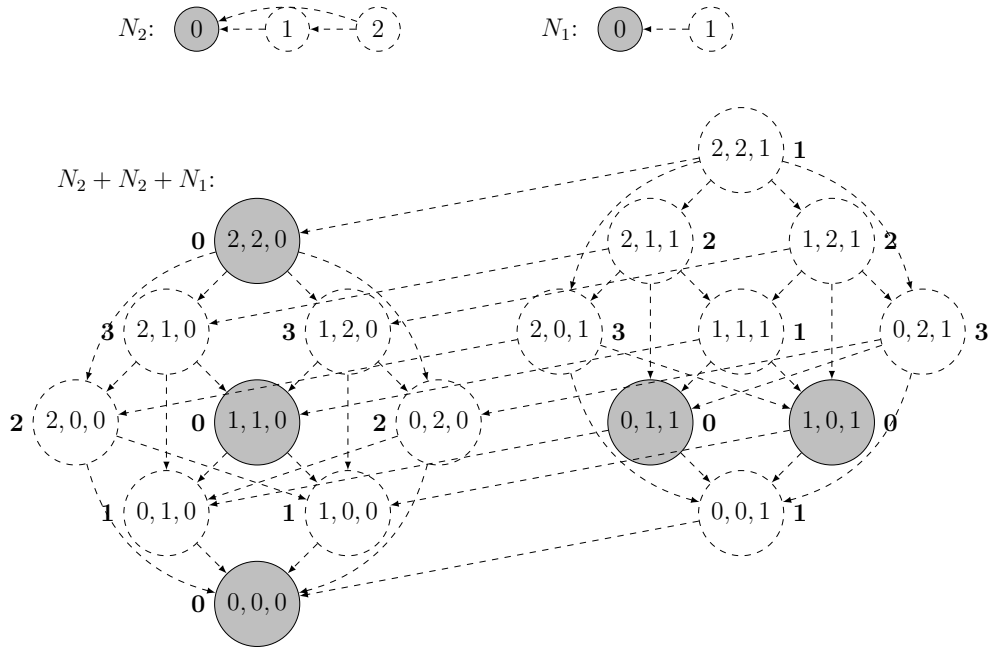 N₂: 0 1 2 N₁: 0 1
2, 2, 1 1
N₂ + N₂ + N₁:
0 2, 2, 0 2, 1, 1 2 1, 2, 1 2
3 2, 1, 0 3 1, 2, 0 2, 0, 1 3 1, 1, 1 1 0, 2, 1 3
2 2, 0, 0 0 1, 1, 0 2 0, 2, 0 0, 1, 1 0 1, 0, 1 0
1 0, 1, 0 1 1, 0, 0 0, 0, 1 1
0 0, 0, 0